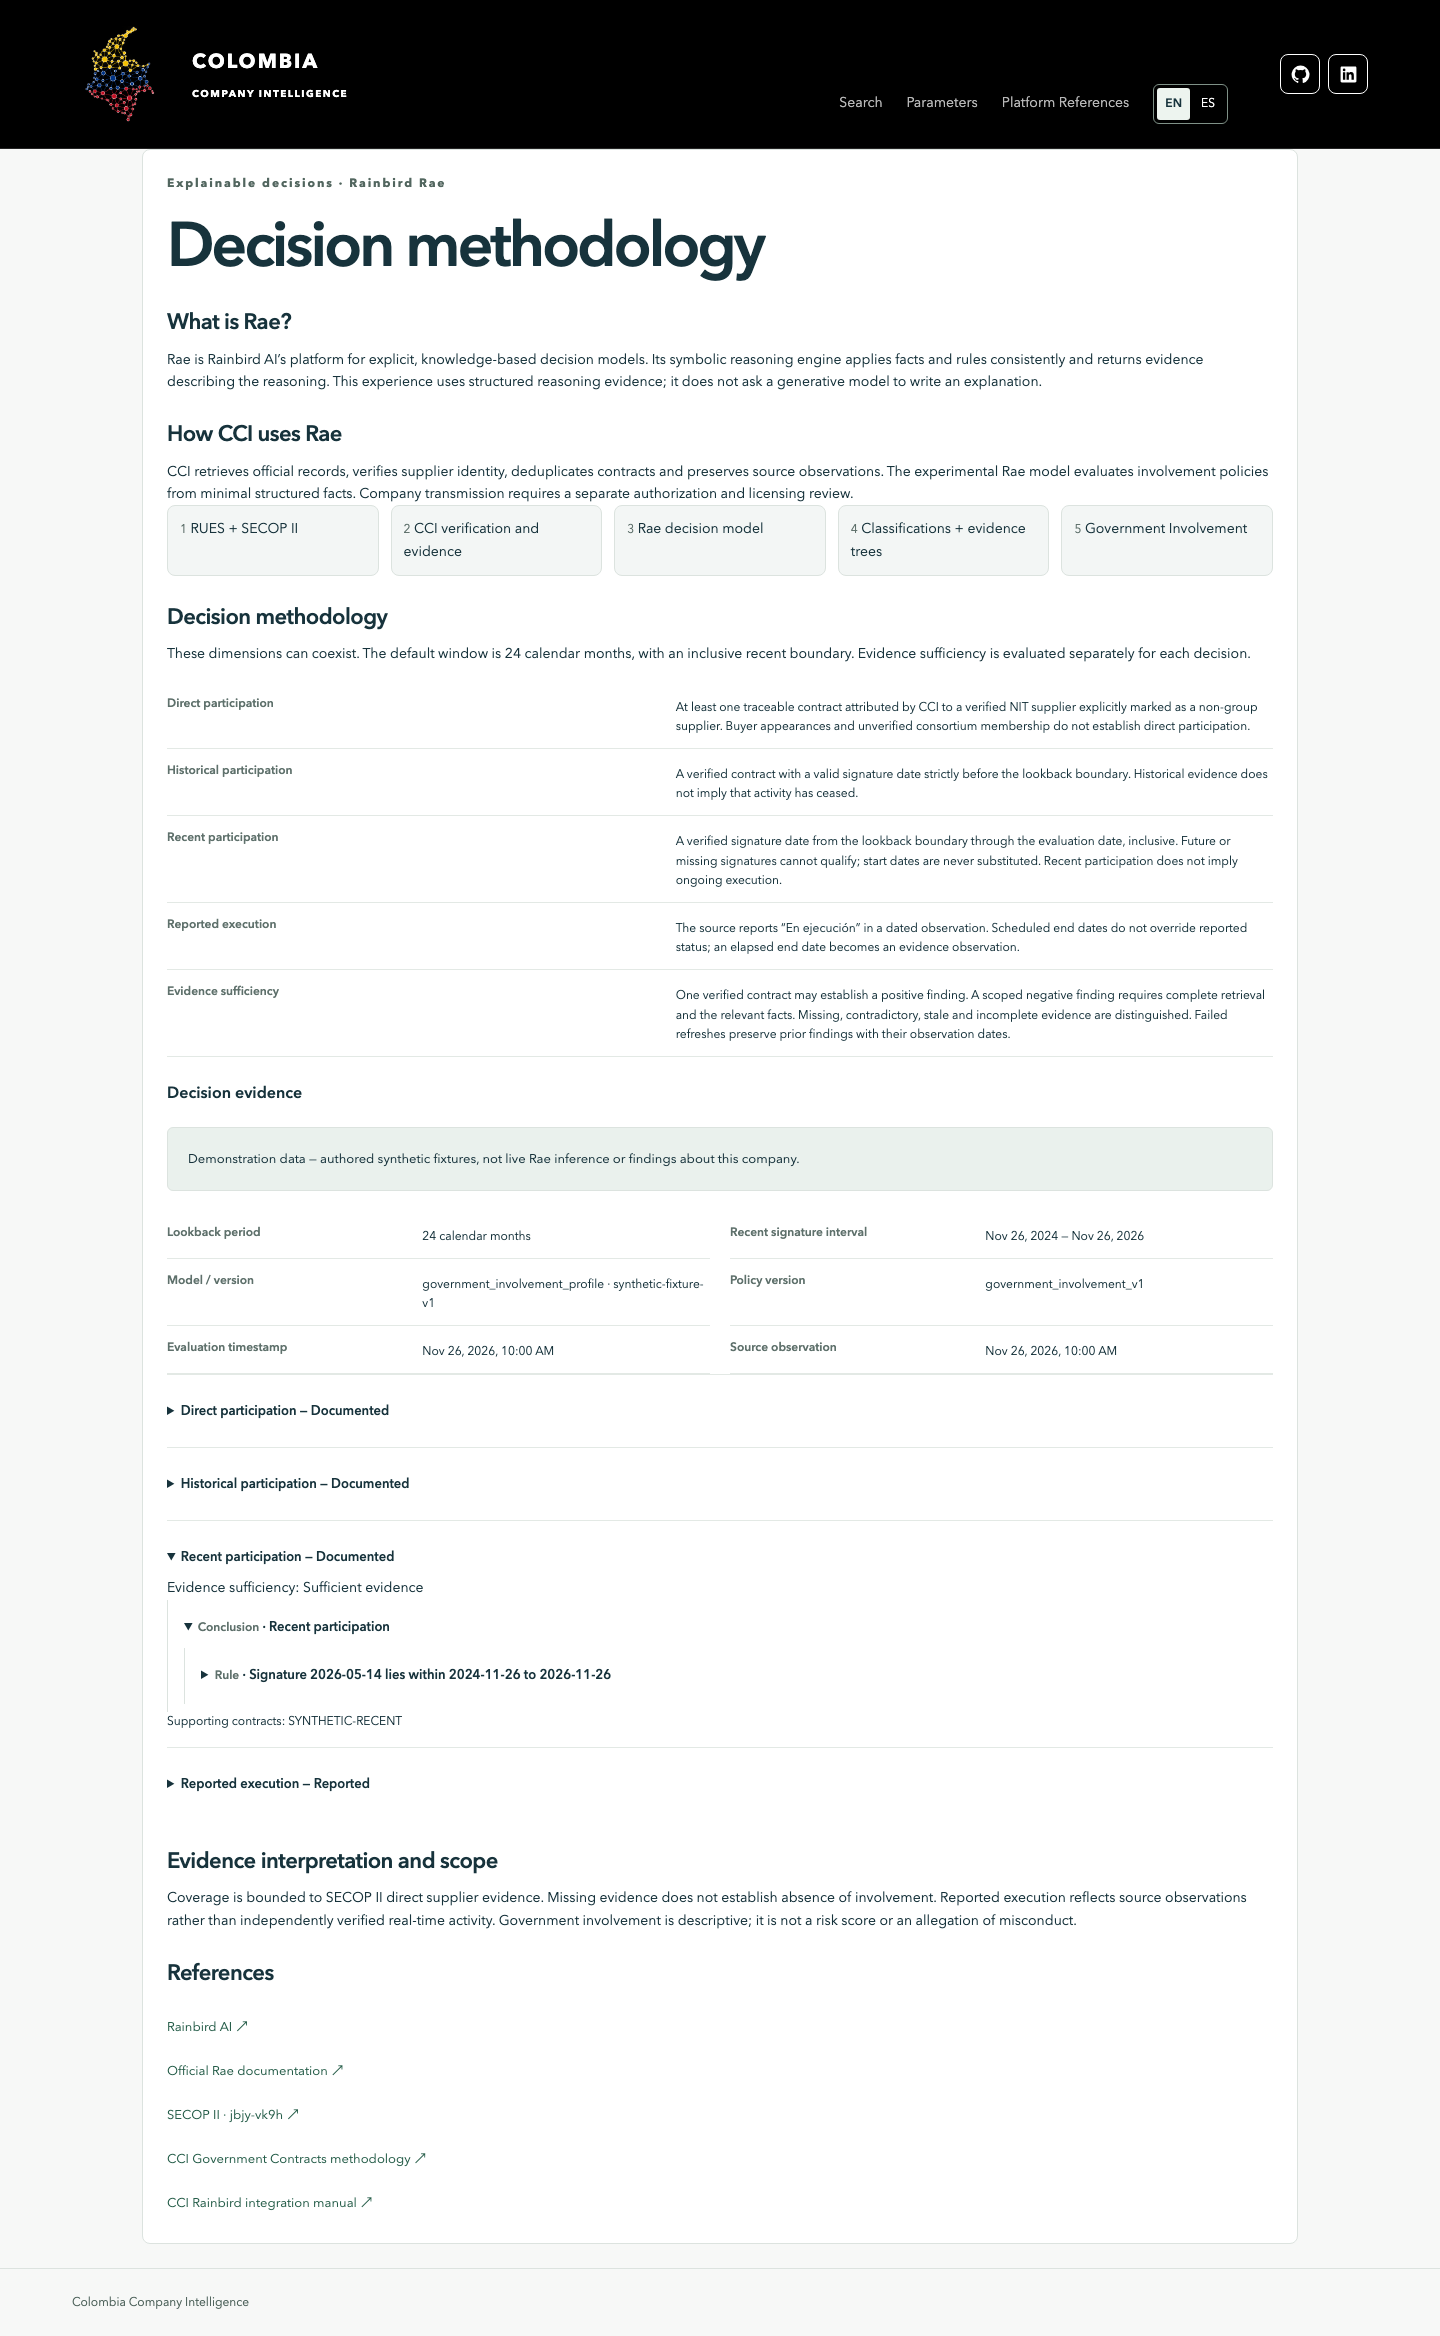 COLOMBIA
COMPANY INTELLIGENCE
Search
Parameters
Platform References
EN
ES
Explainable decisions · Rainbird Rae
Decision methodology
What is Rae?
Rae is Rainbird AI’s platform for explicit, knowledge-based decision models. Its symbolic reasoning engine applies facts and rules consistently and returns evidence
describing the reasoning. This experience uses structured reasoning evidence; it does not ask a generative model to write an explanation.
How CCI uses Rae
CCI retrieves official records, verifies supplier identity, deduplicates contracts and preserves source observations. The experimental Rae model evaluates involvement policies
from minimal structured facts. Company transmission requires a separate authorization and licensing review.
1 RUES + SECOP II
2 CCI verification and
evidence
3 Rae decision model
4 Classifications + evidence
trees
5 Government Involvement
Decision methodology
These dimensions can coexist. The default window is 24 calendar months, with an inclusive recent boundary. Evidence sufficiency is evaluated separately for each decision.
Direct participation
At least one traceable contract attributed by CCI to a verified NIT supplier explicitly marked as a non-group
supplier. Buyer appearances and unverified consortium membership do not establish direct participation.
Historical participation
A verified contract with a valid signature date strictly before the lookback boundary. Historical evidence does
not imply that activity has ceased.
Recent participation
A verified signature date from the lookback boundary through the evaluation date, inclusive. Future or
missing signatures cannot qualify; start dates are never substituted. Recent participation does not imply
ongoing execution.
Reported execution
The source reports “En ejecución” in a dated observation. Scheduled end dates do not override reported
status; an elapsed end date becomes an evidence observation.
Evidence sufficiency
One verified contract may establish a positive finding. A scoped negative finding requires complete retrieval
and the relevant facts. Missing, contradictory, stale and incomplete evidence are distinguished. Failed
refreshes preserve prior findings with their observation dates.
Decision evidence
Demonstration data — authored synthetic fixtures, not live Rae inference or findings about this company.
Lookback period
24 calendar months
Recent signature interval
Nov 26, 2024 — Nov 26, 2026
Model / version
government_involvement_profile · synthetic-fixture-
v1
Policy version
government_involvement_v1
Evaluation timestamp
Nov 26, 2026, 10:00 AM
Source observation
Nov 26, 2026, 10:00 AM
▶ Direct participation — Documented
▶ Historical participation — Documented
▼ Recent participation — Documented
Evidence sufficiency: Sufficient evidence
▼ Conclusion · Recent participation
▶ Rule · Signature 2026-05-14 lies within 2024-11-26 to 2026-11-26
Supporting contracts: SYNTHETIC-RECENT
▶ Reported execution — Reported
Evidence interpretation and scope
Coverage is bounded to SECOP II direct supplier evidence. Missing evidence does not establish absence of involvement. Reported execution reflects source observations
rather than independently verified real-time activity. Government involvement is descriptive; it is not a risk score or an allegation of misconduct.
References
Rainbird AI ↗
Official Rae documentation ↗
SECOP II · jbjy-vk9h ↗
CCI Government Contracts methodology ↗
CCI Rainbird integration manual ↗
Colombia Company Intelligence